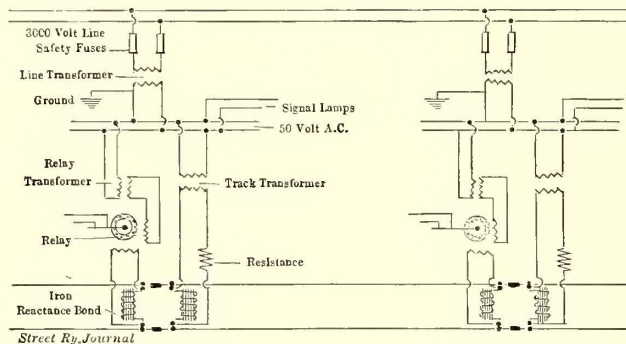 3000 Volt Line
Safety Fuses
Line Transformer
Ground
Signal Lamps
50 Volt A.C.
Relay
Transformer
Track Transformer
Relay
Resistance
Iron
Reactance Bond
Street Ry. Journal